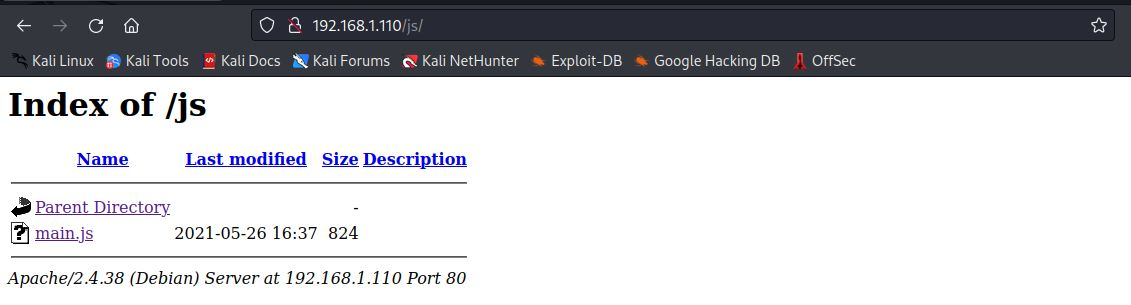 192.168.1.110/js/
Kali Linux Kali Tools Kali Docs Kali Forums Kali NetHunter Exploit-DB Google Hacking DB OffSec
Index of /js
Name Last modified Size Description
Parent Directory -
main.js 2021-05-26 16:37 824
Apache/2.4.38 (Debian) Server at 192.168.1.110 Port 80